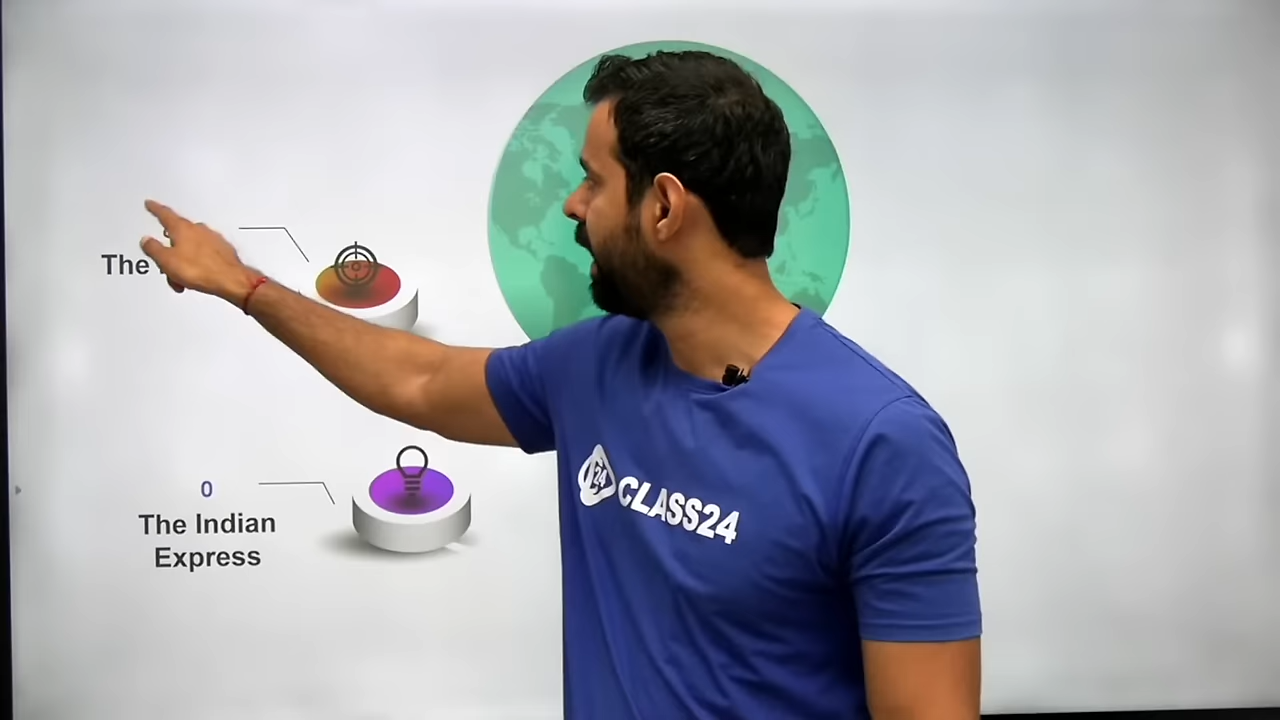 The
0
The Indian
Express
24
CLASS24